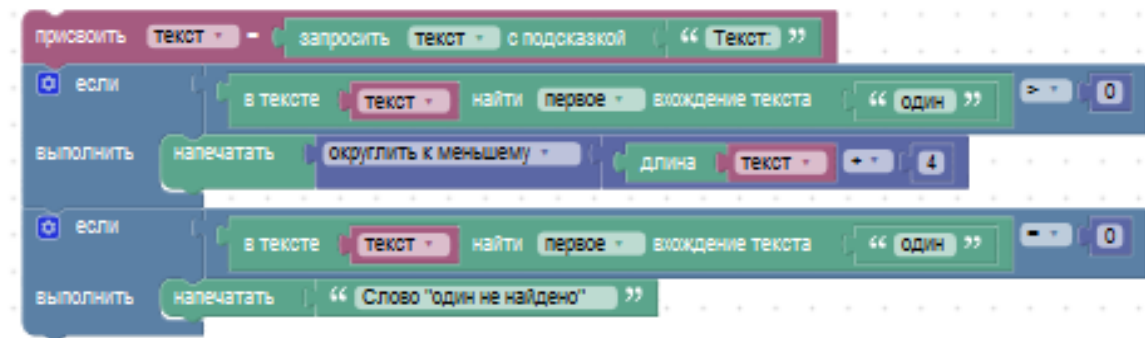 присвоить текст = запросить текст с подсказкой “ Текст: ”
если в тексте текст найти первое вхождение текста “ один ” > 0
выполнить напечатать округлить к меньшему длина текст 4
если в тексте текст найти первое вхождение текста “ один ” = 0
выполнить напечатать “ Слово "один не найдено" ”